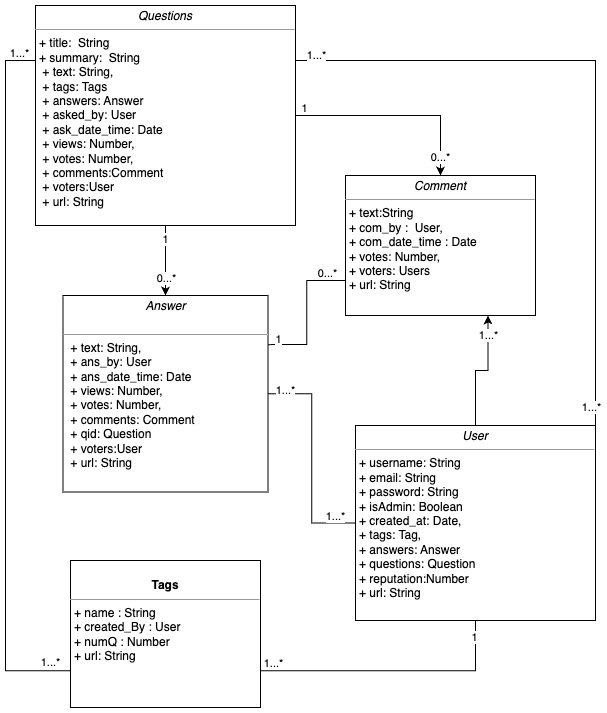 Questions
+ title:  String
+ summary:  String
+ text: String,
+ tags: Tags
+ answers: Answer
+ asked_by: User
+ ask_date_time: Date
+ views: Number,
+ votes: Number,
+ comments:Comment
+ voters:User
+ url: String
1...*
1...*
1
0...*
1
0...*
Comment
+ text:String
+ com_by :  User,
+ com_date_time : Date
+ votes: Number,
+ voters: Users
+ url: String
0...*
1
1...*
Answer
+ text: String,
+ ans_by: User
+ ans_date_time: Date
+ views: Number,
+ votes: Number,
+ comments: Comment
+ qid: Question
+ voters:User
+ url: String
1...*
1...*
1...*
User
+ username: String
+ email: String
+ password: String
+ isAdmin: Boolean
+ created_at: Date,
+ tags: Tag,
+ answers: Answer
+ questions: Question
+ reputation:Number
+ url: String
Tags
+ name : String
+ created_By : User
+ numQ : Number
+ url: String
1...*
1...*
1